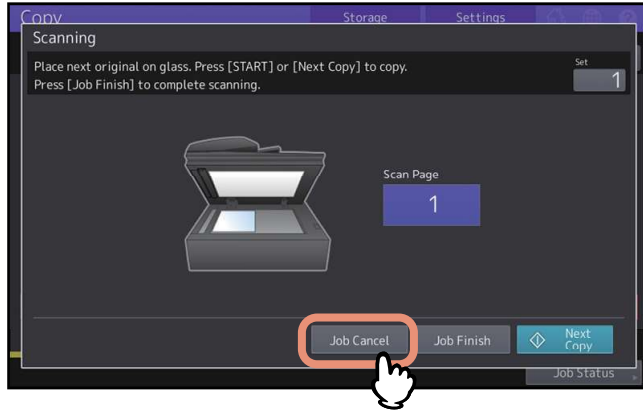 Copy
Storage
Settings
Scanning
Place next original on glass. Press [START] or [Next Copy] to copy.
Press [Job Finish] to complete scanning.
Set
1
Scan Page
1
Job Cancel
Job Finish
Next
Copy
Job Status